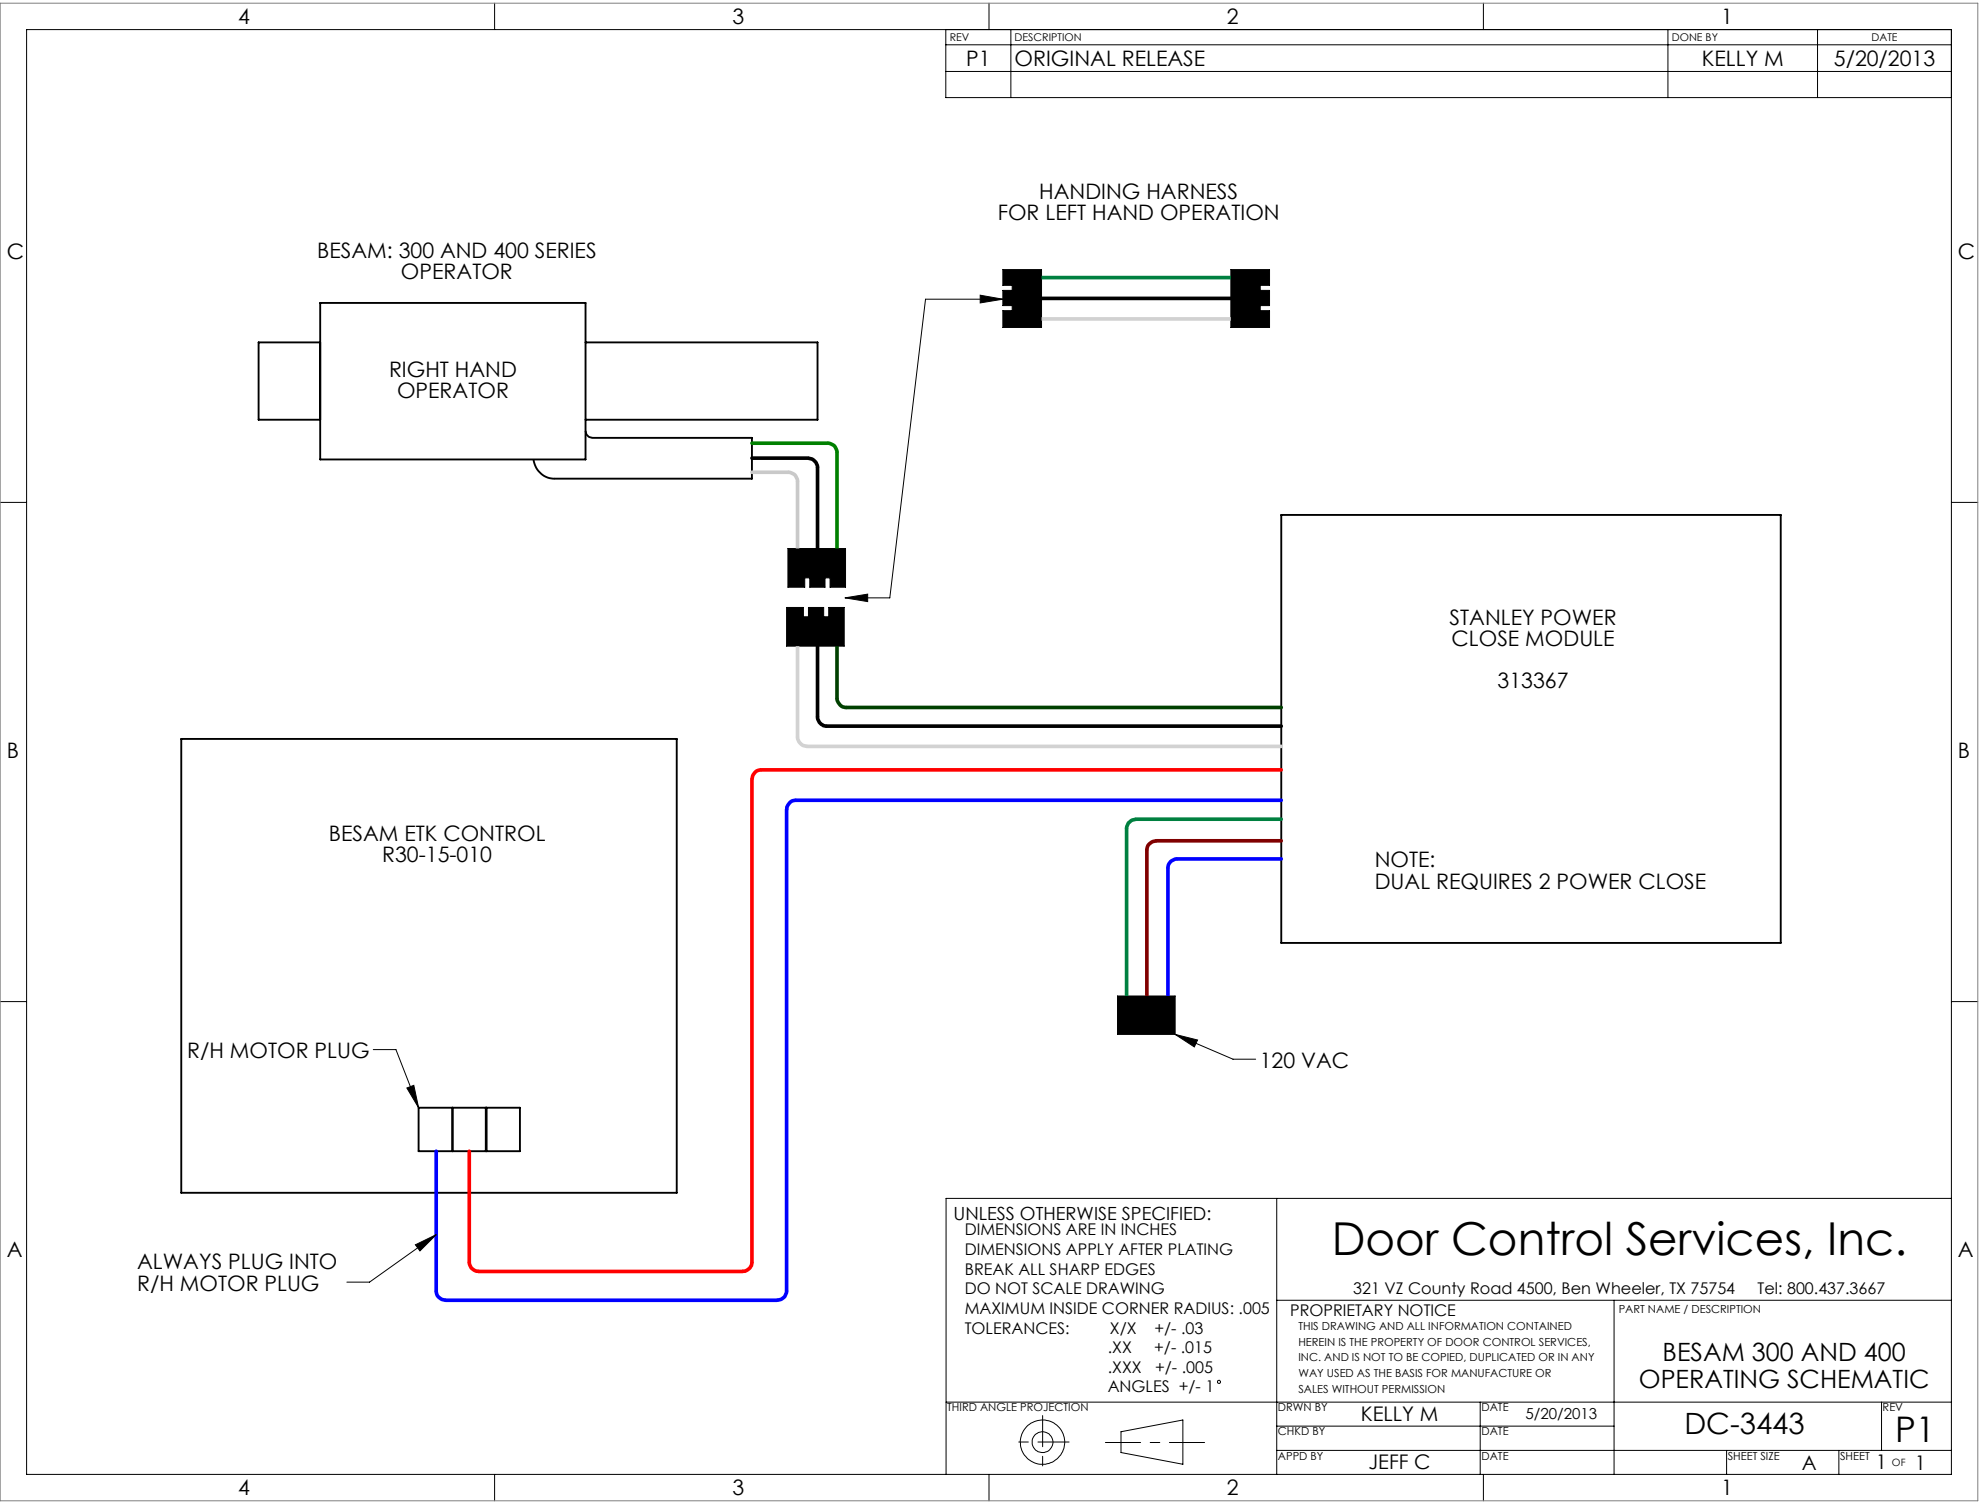 4 3 2 1
REV DESCRIPTION DONE BY DATE
P1 ORIGINAL RELEASE KELLY M 5/20/2013
HANDING HARNESS
FOR LEFT HAND OPERATION
C C
BESAM: 300 AND 400 SERIES
OPERATOR
RIGHT HAND
OPERATOR
STANLEY POWER
CLOSE MODULE
313367
B B
BESAM ETK CONTROL
R30-15-010
NOTE:
DUAL REQUIRES 2 POWER CLOSE
R/H MOTOR PLUG
120 VAC
A A
ALWAYS PLUG INTO
R/H MOTOR PLUG
UNLESS OTHERWISE SPECIFIED:
DIMENSIONS ARE IN INCHES
DIMENSIONS APPLY AFTER PLATING
BREAK ALL SHARP EDGES
DO NOT SCALE DRAWING
MAXIMUM INSIDE CORNER RADIUS: .005
TOLERANCES: X/X +/- .03
.XX +/- .015
.XXX +/- .005
ANGLES +/- 1°
THIRD ANGLE PROJECTION
Door Control Services, Inc.
321 VZ County Road 4500, Ben Wheeler, TX 75754 Tel: 800.437.3667
PROPRIETARY NOTICE
THIS DRAWING AND ALL INFORMATION CONTAINED
HEREIN IS THE PROPERTY OF DOOR CONTROL SERVICES,
INC. AND IS NOT TO BE COPIED, DUPLICATED OR IN ANY
WAY USED AS THE BASIS FOR MANUFACTURE OR
SALES WITHOUT PERMISSION
PART NAME / DESCRIPTION
BESAM 300 AND 400
OPERATING SCHEMATIC
DRWN BY KELLY M DATE 5/20/2013
CHKD BY DATE
APPD BY JEFF C DATE
DC-3443
REV
P1
SHEET SIZE A SHEET 1 OF 1
4 3 2 1